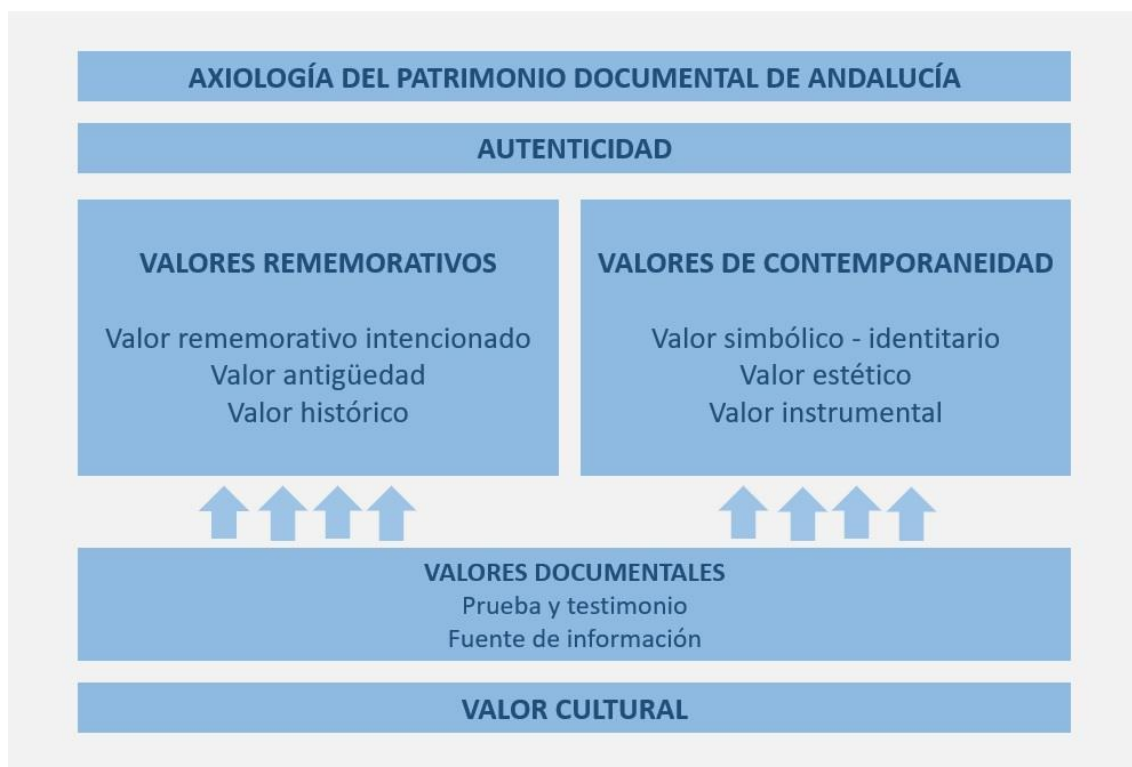 AXIOLOGÍA DEL PATRIMONIO DOCUMENTAL DE ANDALUCÍA
AUTENTICIDAD
VALORES REMEMORATIVOS
Valor rememorativo intencionado
Valor antigüedad
Valor histórico
VALORES DE CONTEMPORANEIDAD
Valor simbólico - identitario
Valor estético
Valor instrumental
VALORES DOCUMENTALES
Prueba y testimonio
Fuente de información
VALOR CULTURAL